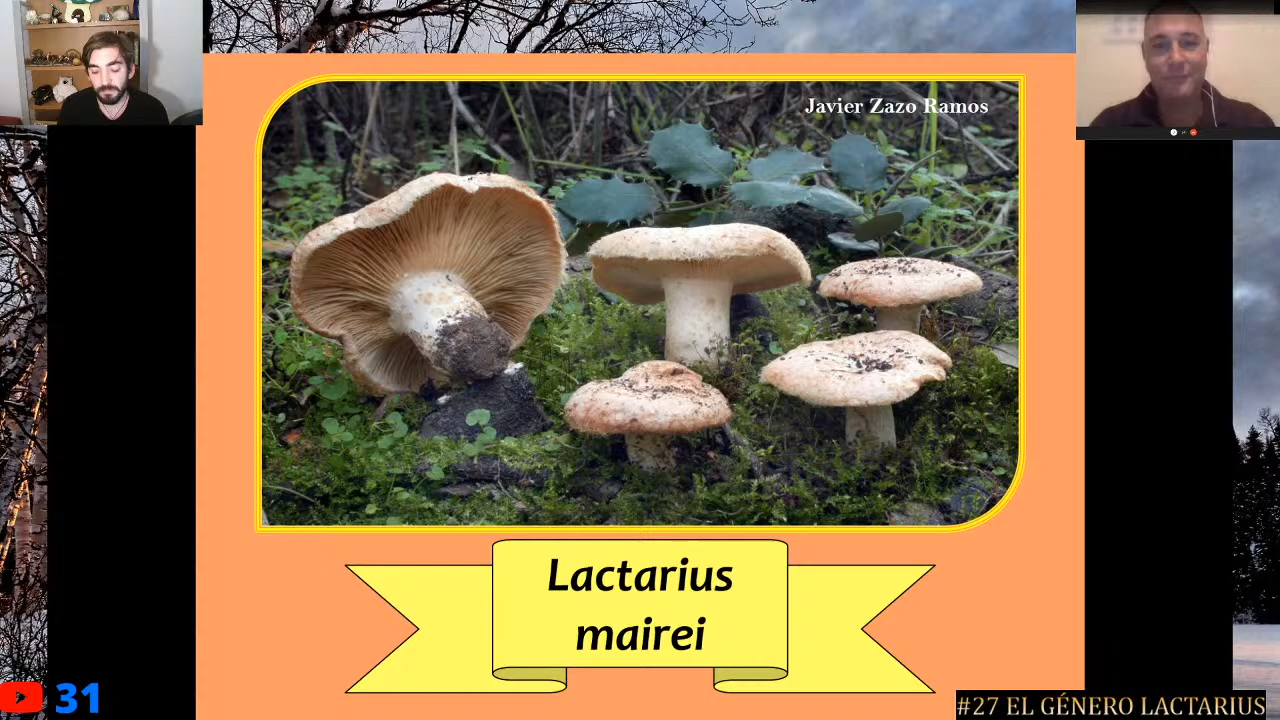 Javier Zazo Ramos
Lactarius
mairei
31
#27 EL GÉNERO LACTARIUS